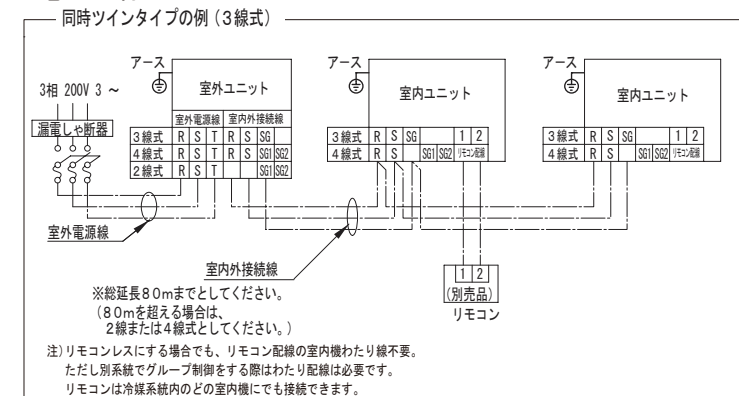 同時ツインタイプの例(3線式)
アース
アース
アース
3相 200V 3 ~
室外ユニット
室内ユニット
室内ユニット
漏電しゃ断器
室外電源線 室内外接続線
3線式 R S T R S SG
4線式 R S T R S SG1 SG2
2線式 R S T SG1 SG2
3線式 R S SG 1 2
4線式 R S SG1 SG2 リモコン配線
3線式 R S SG 1 2
4線式 R S SG1 SG2 リモコン配線
室外電源線
室内外接続線
1 2
(別売品)
リモコン
※総延長80mまでとしてください。
(80mを超える場合は、
2線または4線式としてください。)
注)リモコンレスにする場合でも、リモコン配線の室内機わたり線不要。
ただし別系統でグループ制御をする際はわたり配線は必要です。
リモコンは冷媒系統内のどの室内機にでも接続できます。